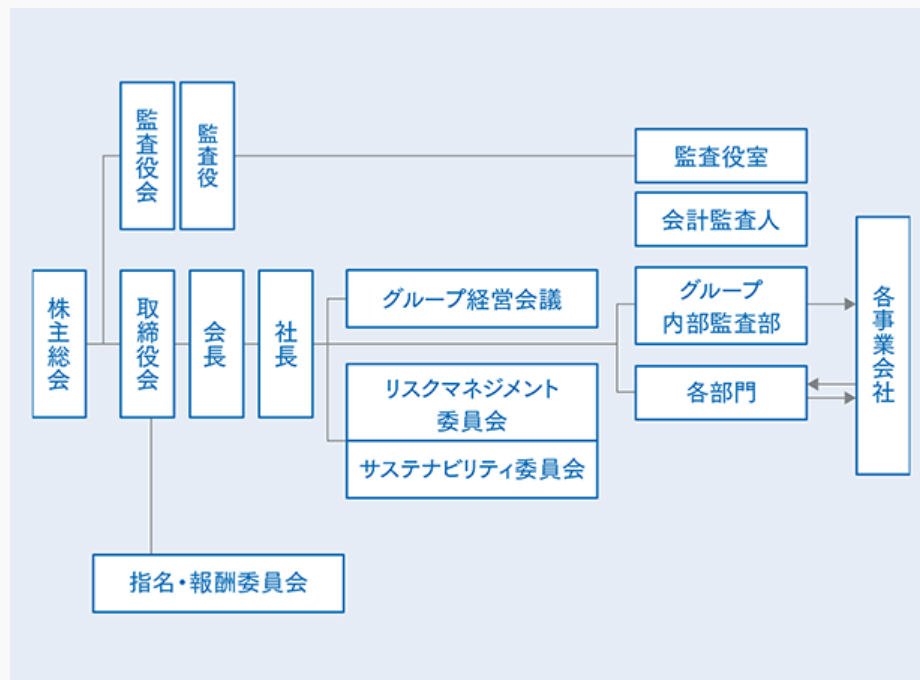 監査役会
監査役
監査役室
会計監査人
株主総会
取締役会
会長
社長
グループ経営会議
リスクマネジメント
委員会
サステナビリティ委員会
グループ
内部監査部
各部門
各事業会社
指名・報酬委員会